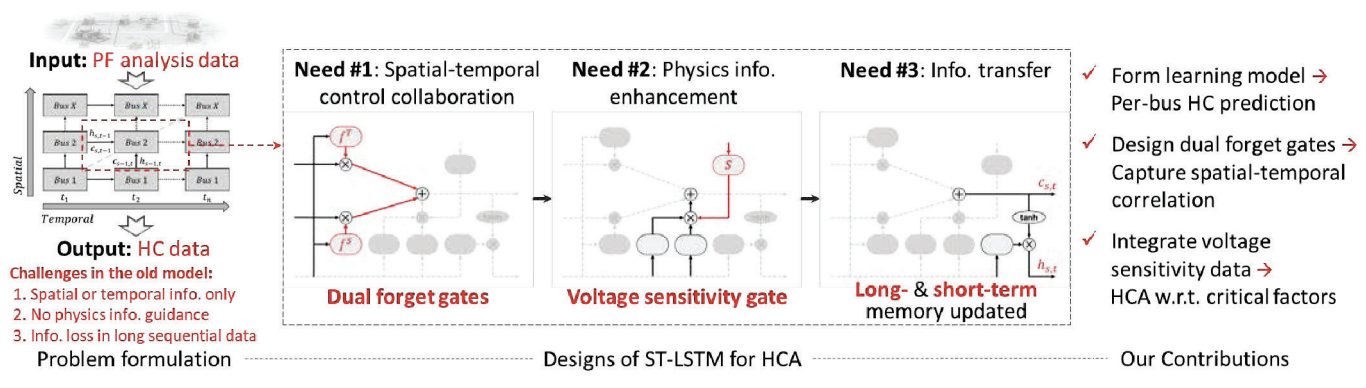 Input: PF analysis data
Spatial
Bus X Bus X Bus X
h_{s,t-1}
Bus 2 Bus 2 Bus 2
c_{s,t-1}
c_{s-1,t} h_{s-1,t}
Bus 1 Bus 1 Bus 1
t_1 t_2 t_n
Temporal
Output: HC data
Challenges in the old model:
1. Spatial or temporal info. only
2. No physics info. guidance
3. Info. loss in long sequential data
Problem formulation
Need #1: Spatial-temporal
control collaboration
f^T
f^S
Dual forget gates
Need #2: Physics info.
enhancement
S
Voltage sensitivity gate
Need #3: Info. transfer
c_{s,t}
tanh
h_{s,t}
Long- & short-term
memory updated
Designs of ST-LSTM for HCA
✓ Form learning model →
Per-bus HC prediction
✓ Design dual forget gates →
Capture spatial-temporal
correlation
✓ Integrate voltage
sensitivity data →
HCA w.r.t. critical factors
Our Contributions